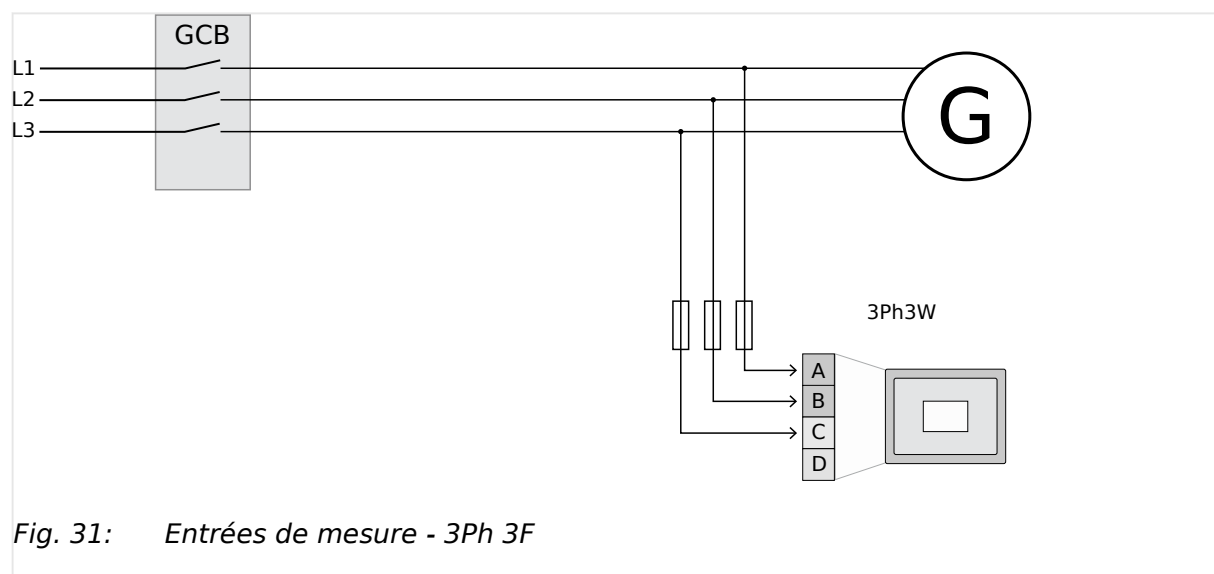 GCB
L1
L2
L3
G
3Ph3W
A
B
C
D
Fig. 31: Entrées de mesure - 3Ph 3F